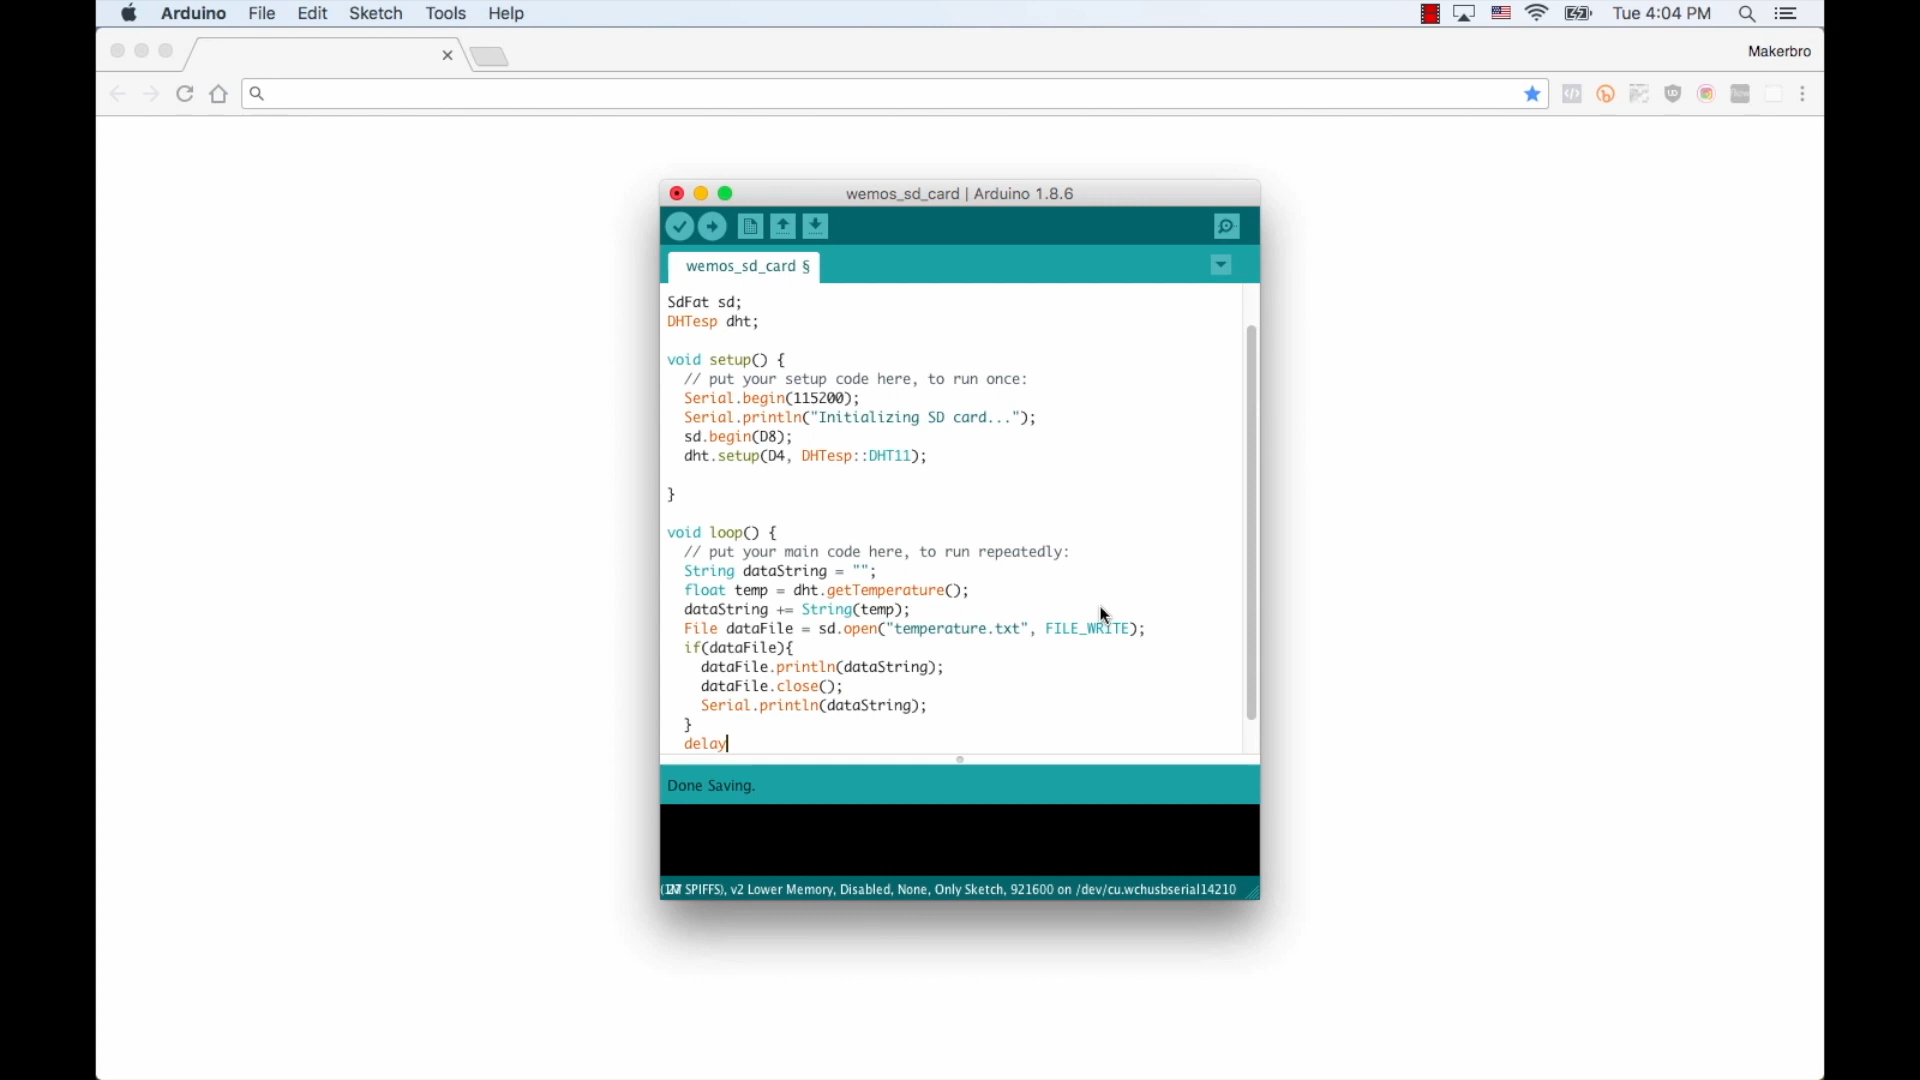 Arduino File Edit Sketch Tools Help Tue 4:04 PM
Makerbro
wemos_sd_card | Arduino 1.8.6
wemos_sd_card §
SdFat sd;
DHTesp dht;
void setup() {
// put your setup code here, to run once:
Serial.begin(115200);
Serial.println("Initializing SD card...");
sd.begin(D8);
dht.setup(D4, DHTesp::DHT11);
}
void loop() {
// put your main code here, to run repeatedly:
String dataString = "";
float temp = dht.getTemperature();
dataString += String(temp);
File dataFile = sd.open("temperature.txt", FILE_WRITE);
if(dataFile){
dataFile.println(dataString);
dataFile.close();
Serial.println(dataString);
}
delay
Done Saving.
SPIFFS), v2 Lower Memory, Disabled, None, Only Sketch, 921600 on /dev/cu.wchusbserial14210